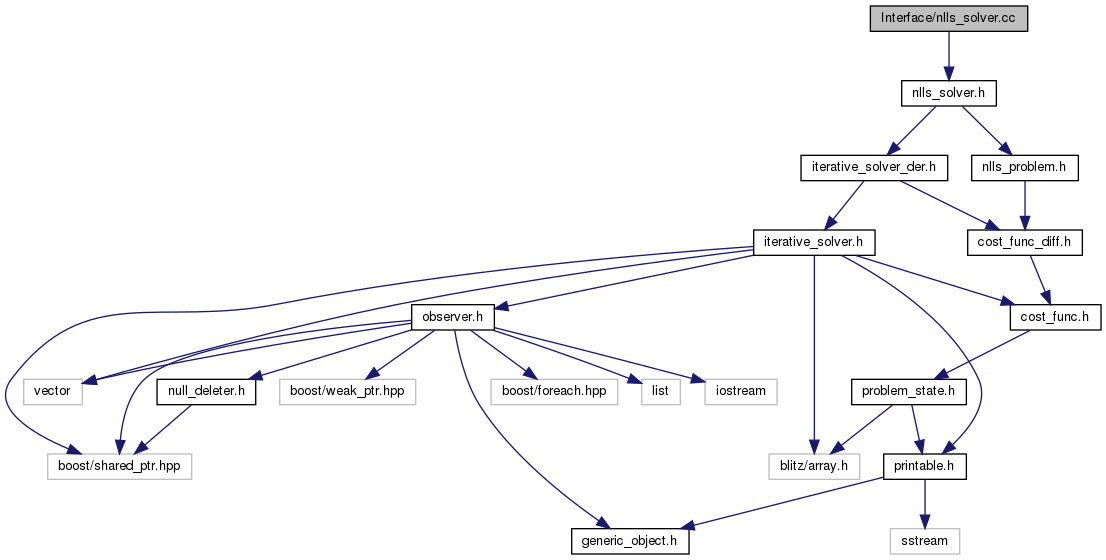 Interface/nlls_solver.cc
nlls_solver.h
iterative_solver_der.h
nlls_problem.h
iterative_solver.h
cost_func_diff.h
observer.h
cost_func.h
vector
null_deleter.h
boost/weak_ptr.hpp
boost/foreach.hpp
list
iostream
problem_state.h
boost/shared_ptr.hpp
blitz/array.h
printable.h
generic_object.h
sstream